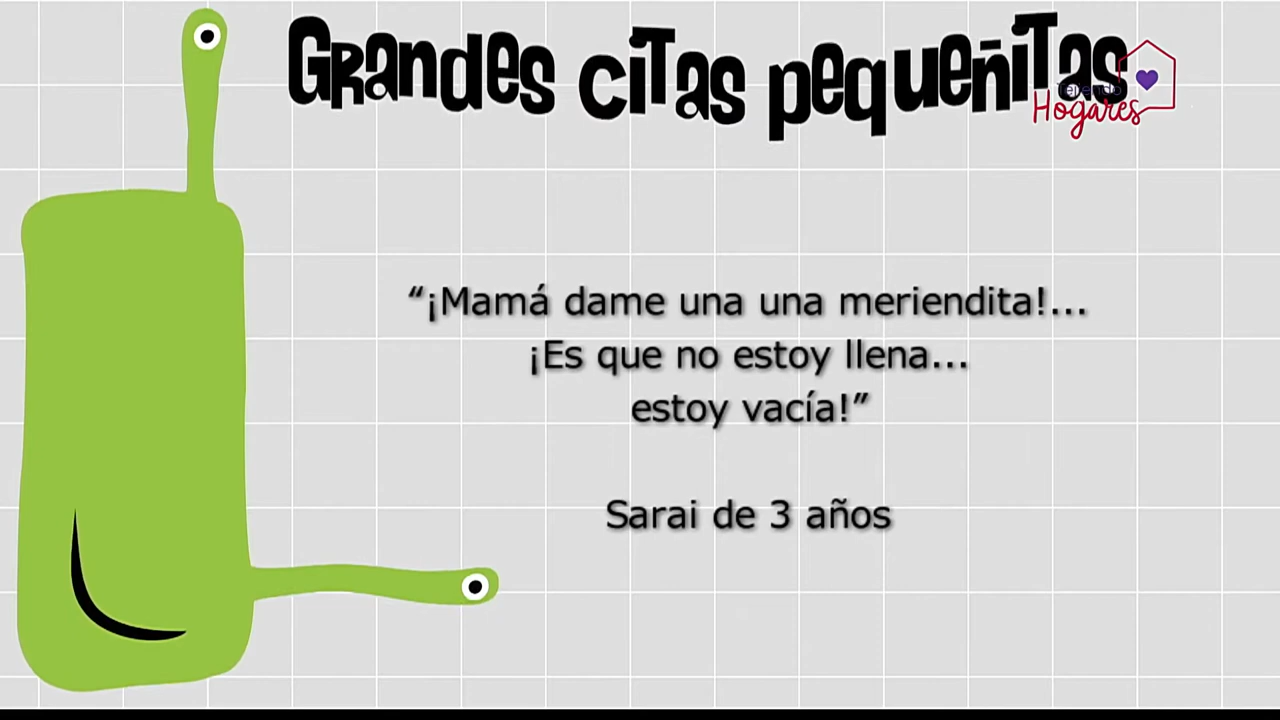 Grandes citas pequeñitas
Hogares
“¡Mamá dame una una meriendita!...
¡Es que no estoy llena...
estoy vacía!”
Sarai de 3 años